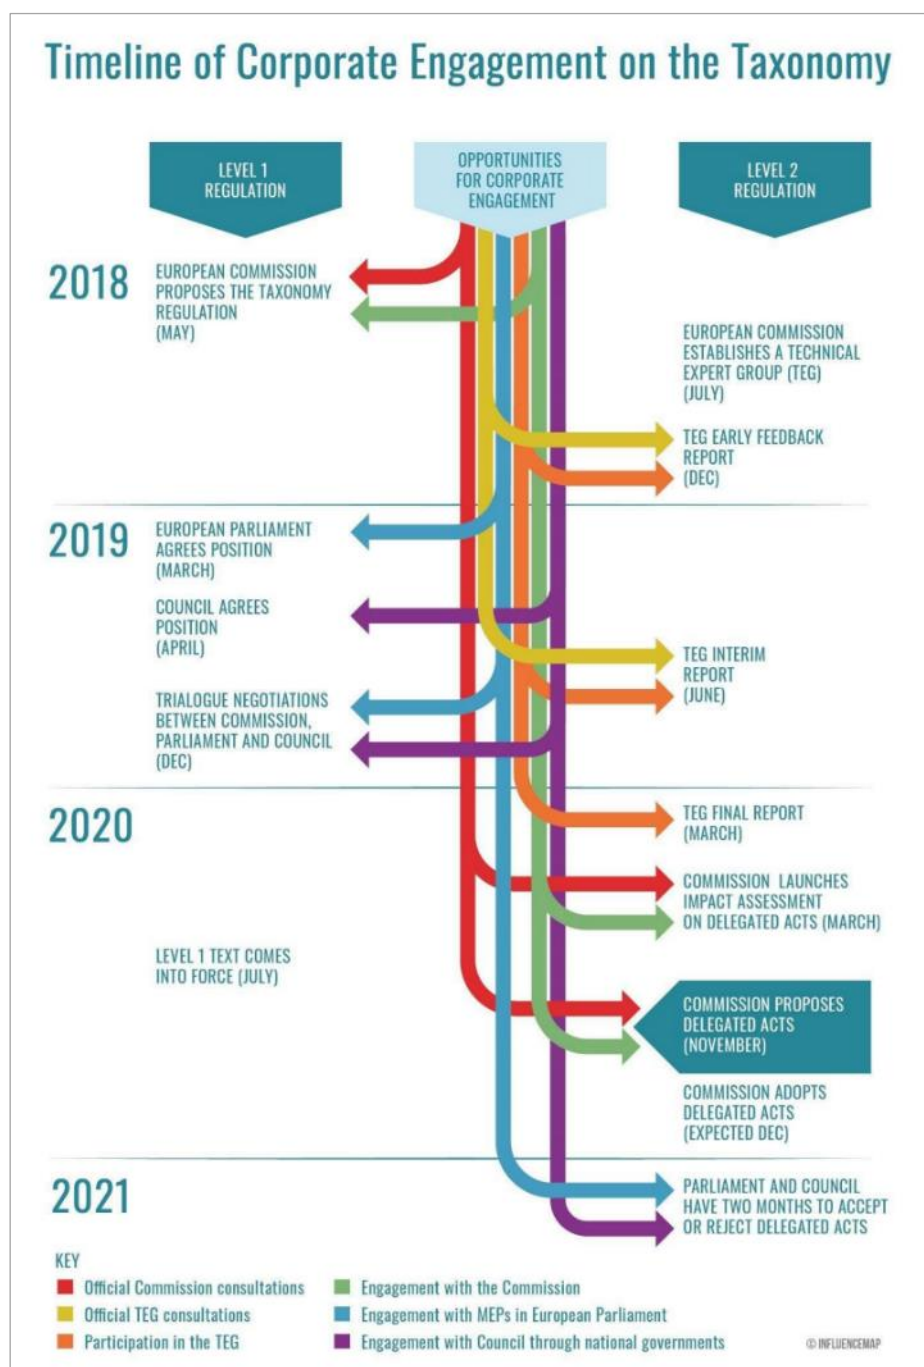 Timeline of Corporate Engagement on the Taxonomy
LEVEL 1
REGULATION
OPPORTUNITIES
FOR CORPORATE
ENGAGEMENT
LEVEL 2
REGULATION
2018
EUROPEAN COMMISSION
PROPOSES THE TAXONOMY
REGULATION
(MAY)
EUROPEAN COMMISSION
ESTABLISHES A TECHNICAL
EXPERT GROUP (TEG)
(JULY)
TEG EARLY FEEDBACK
REPORT
(DEC)
2019
EUROPEAN PARLIAMENT
AGREES POSITION
(MARCH)
COUNCIL AGREES
POSITION
(APRIL)
TEG INTERIM
REPORT
(JUNE)
TRIALOGUE NEGOTIATIONS
BETWEEN COMMISSION,
PARLIAMENT AND COUNCIL
(DEC)
2020
TEG FINAL REPORT
(MARCH)
COMMISSION LAUNCHES
IMPACT ASSESSMENT
ON DELEGATED ACTS (MARCH)
LEVEL 1 TEXT COMES
INTO FORCE (JULY)
COMMISSION PROPOSES
DELEGATED ACTS
(NOVEMBER)
COMMISSION ADOPTS
DELEGATED ACTS
(EXPECTED DEC)
2021
PARLIAMENT AND COUNCIL
HAVE TWO MONTHS TO ACCEPT
OR REJECT DELEGATED ACTS
KEY
Official Commission consultations
Official TEG consultations
Participation in the TEG
Engagement with the Commission
Engagement with MEPs in European Parliament
Engagement with Council through national governments
© INFLUENCEMAP